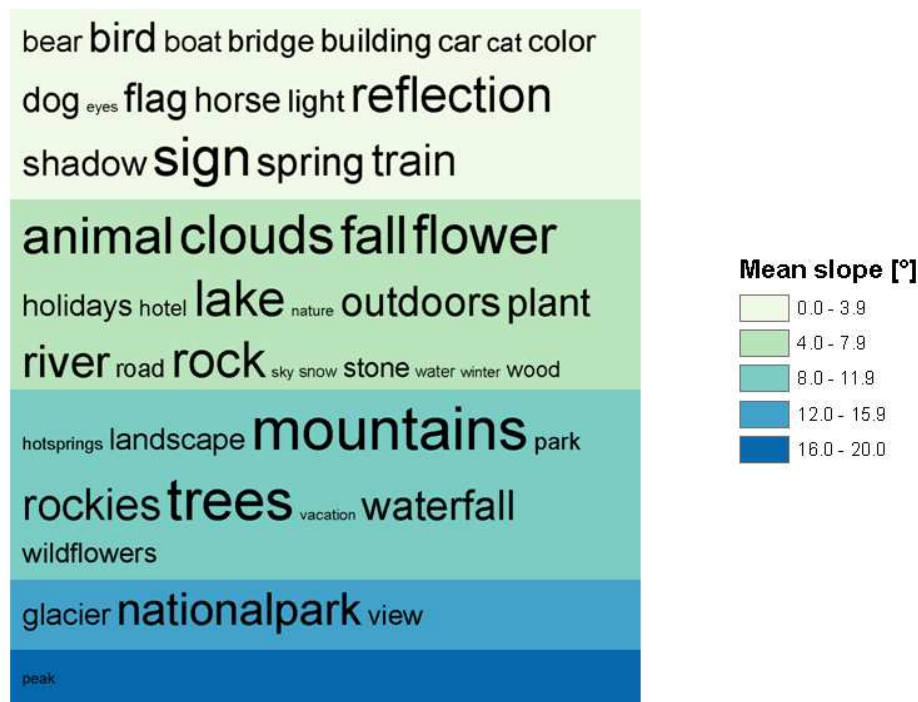 bear bird boat bridge building car cat color
dog eyes flag horse light reflection
shadow sign spring train
animal clouds fall flower
holidays hotel lake nature outdoors plant
river road rock sky snow stone water winter wood
hotsprings landscape mountains park
rockies trees vacation waterfall
wildflowers
glacier nationalpark view
peak
Mean slope [°]
0.0 - 3.9
4.0 - 7.9
8.0 - 11.9
12.0 - 15.9
16.0 - 20.0